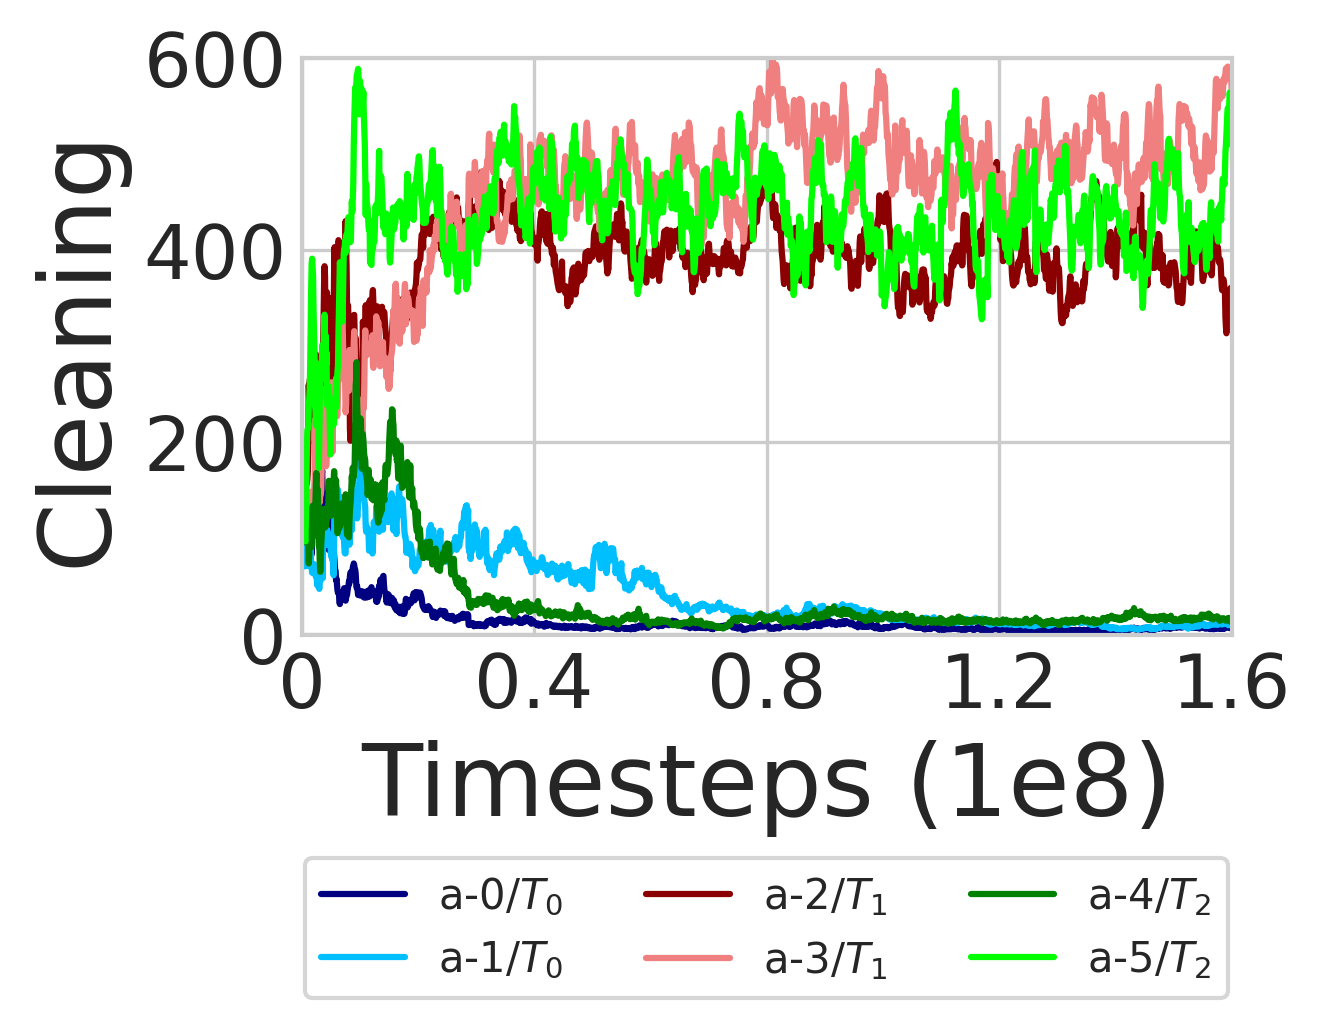 Cleaning
600
400
200
0
0 0.4 0.8 1.2 1.6
Timesteps (1e8)
a-0/T₀ a-2/T₁ a-4/T₂
a-1/T₀ a-3/T₁ a-5/T₂